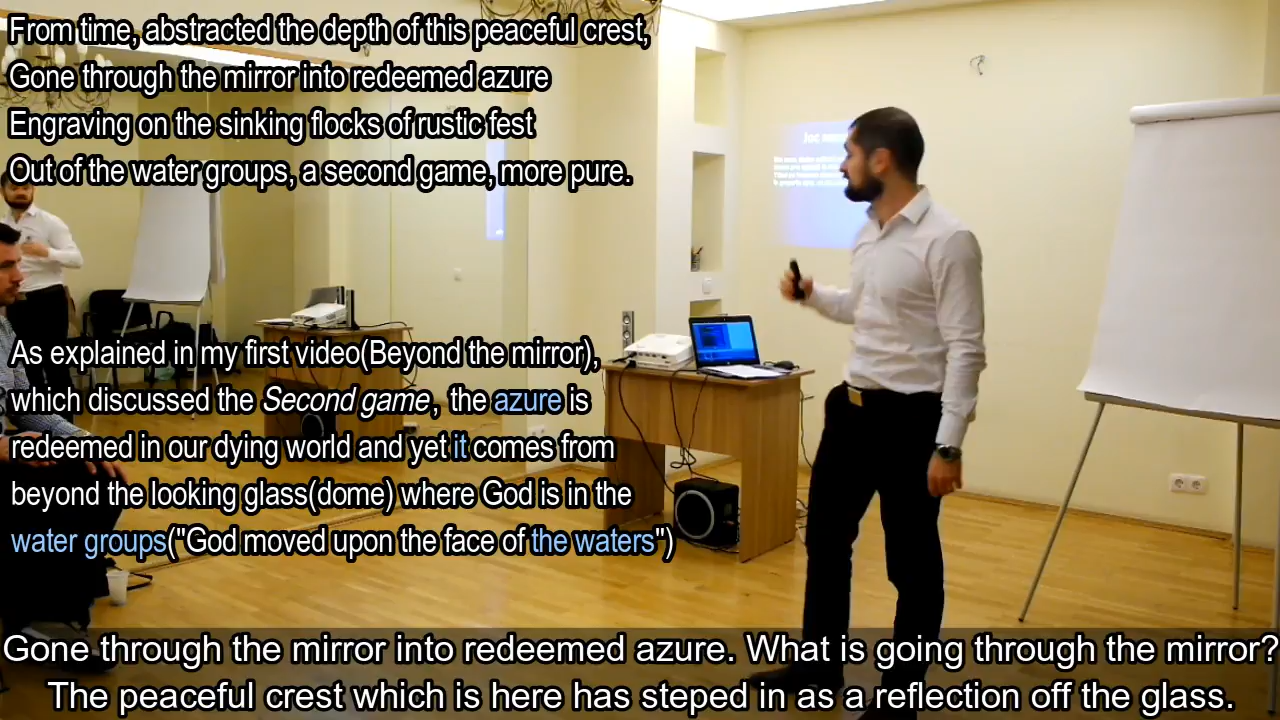 From time, abstracted the depth of this peaceful crest,
Gone through the mirror into redeemed azure
Engraving on the sinking flocks of rustic fest
Out of the water groups, a second game, more pure.
As explained in my first video(Beyond the mirror),
which discussed the Second game, the azure is
redeemed in our dying world and yet it comes from
beyond the looking glass(dome) where God is in the
water groups("God moved upon the face of the waters")
Gone through the mirror into redeemed azure. What is going through the mirror?
The peaceful crest which is here has steped in as a reflection off the glass.